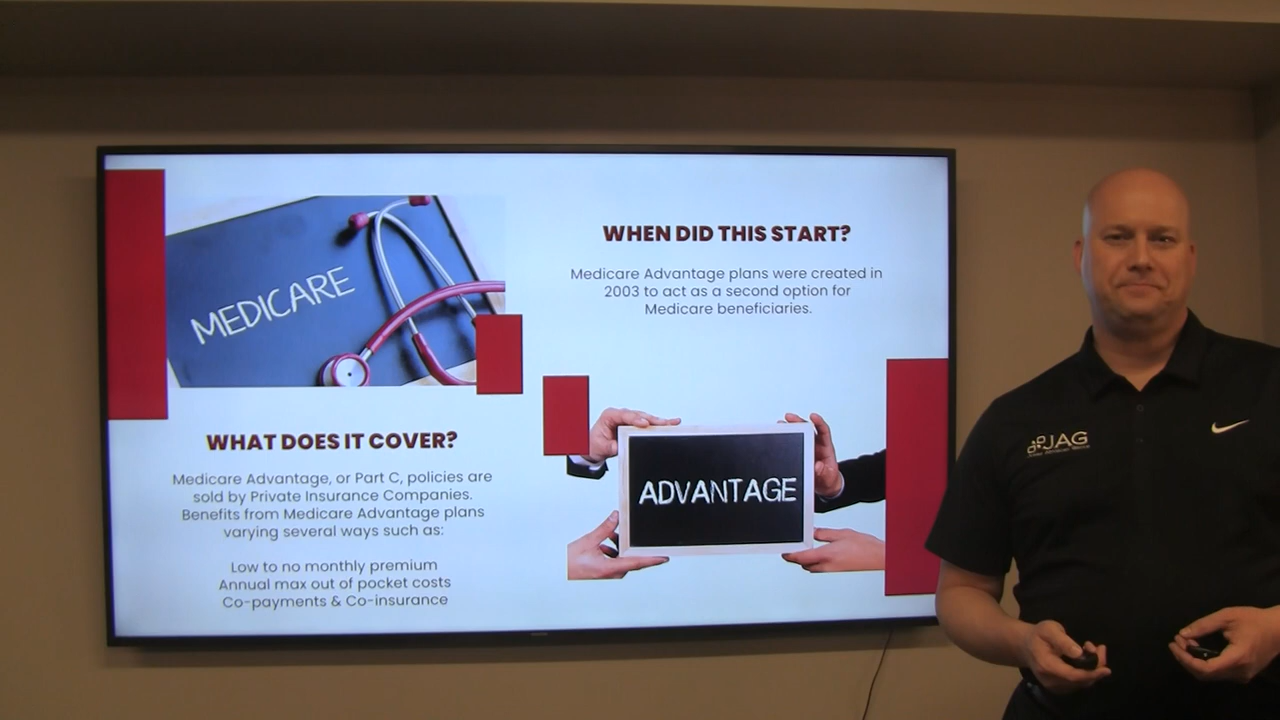 MEDICARE
WHAT DOES IT COVER?
Medicare Advantage, or Part C, policies are
sold by Private Insurance Companies.
Benefits from Medicare Advantage plans
varying several ways such as:
Low to no monthly premium
Annual max out of pocket costs
Co-payments & Co-insurance
WHEN DID THIS START?
Medicare Advantage plans were created in
2003 to act as a second option for
Medicare beneficiaries.
ADVANTAGE
JAG